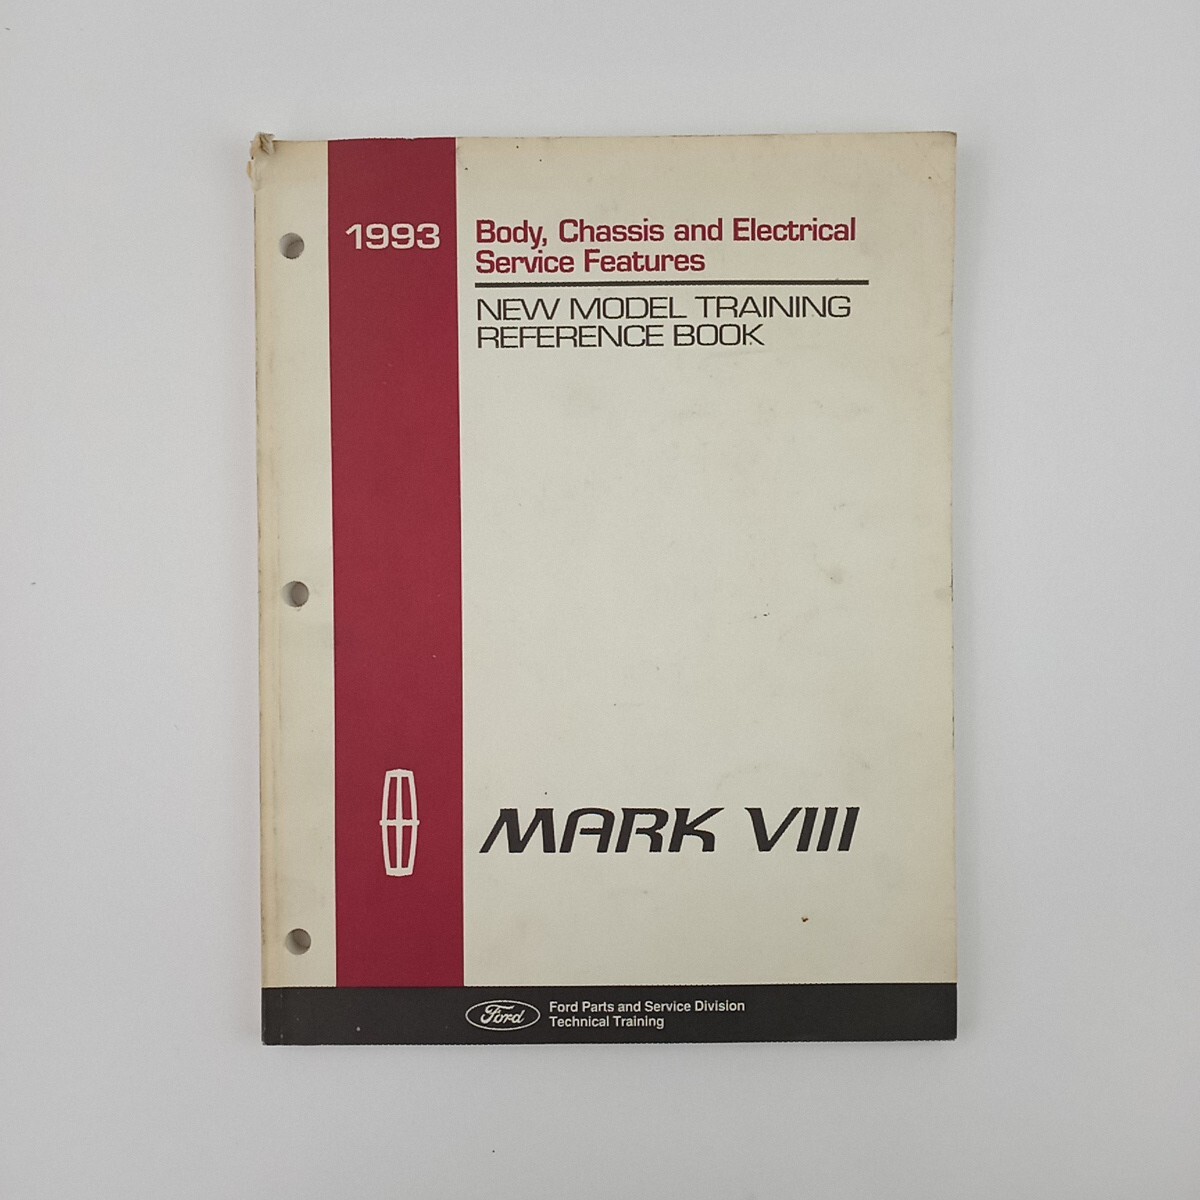 1993
Body, Chassis and Electrical
Service Features
NEW MODEL TRAINING
REFERENCE BOOK
MARK VIII
Ford
Ford Parts and Service Division
Technical Training